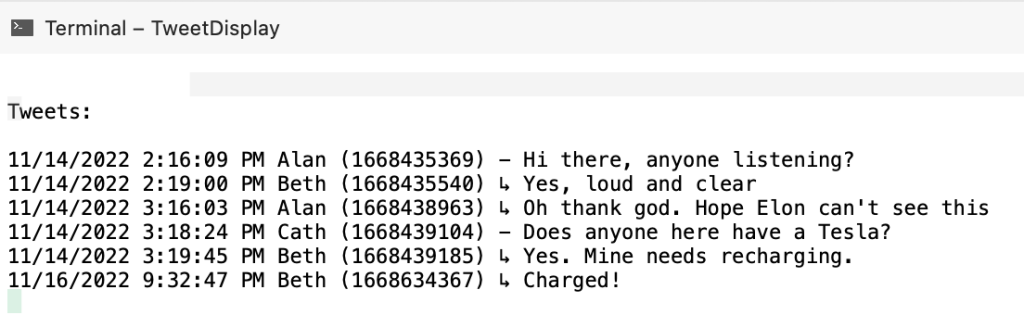 Terminal – TweetDisplay
Tweets:
11/14/2022 2:16:09 PM Alan (1668435369) – Hi there, anyone listening?
11/14/2022 2:19:00 PM Beth (1668435540) ↳ Yes, loud and clear
11/14/2022 3:16:03 PM Alan (1668438963) ↳ Oh thank god. Hope Elon can't see this
11/14/2022 3:18:24 PM Cath (1668439104) – Does anyone here have a Tesla?
11/14/2022 3:19:45 PM Beth (1668439185) ↳ Yes. Mine needs recharging.
11/16/2022 9:32:47 PM Beth (1668634367) ↳ Charged!